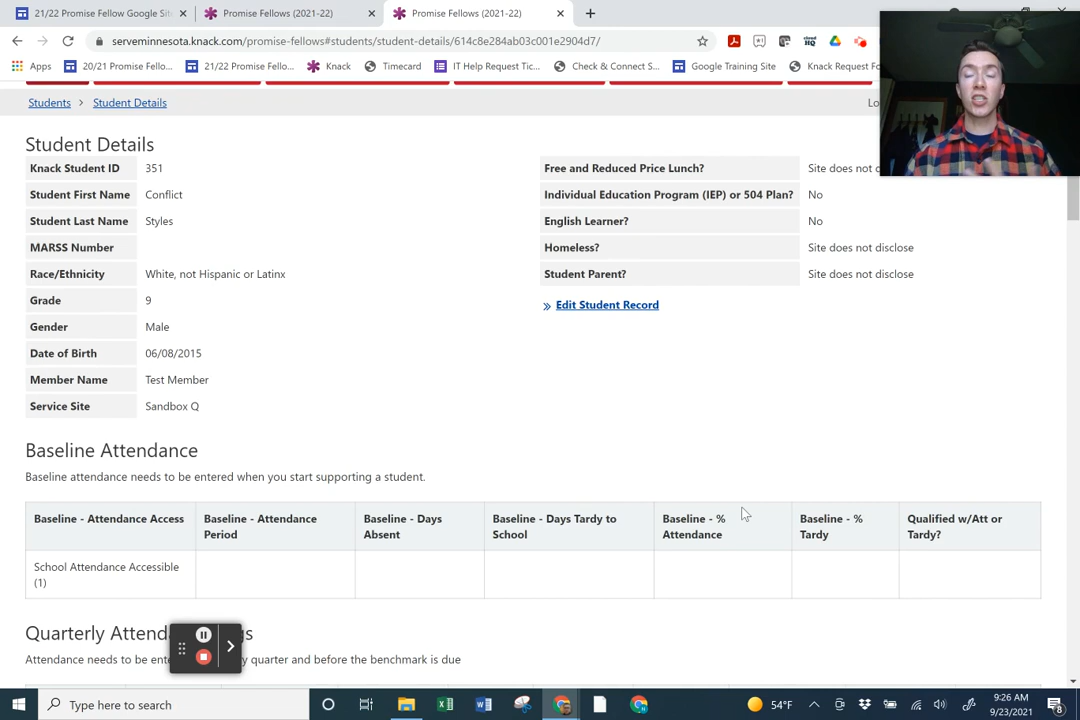 21/22 Promise Fellow Google Sit
Promise Fellows (2021-22)
Promise Fellows (2021-22)
serveminnesota.knack.com/promise-fellows#students/student-details/614c8e284ab03c001e2904d7/
Apps
20/21 Promise Fello...
21/22 Promise Fello...
Knack
Timecard
IT Help Request Tic...
Check & Connect S...
Google Training Site
Knack Request Fo
Students > Student Details
Lo
Student Details
Knack Student ID 351
Student First Name Conflict
Student Last Name Styles
MARSS Number
Race/Ethnicity White, not Hispanic or Latinx
Grade 9
Gender Male
Date of Birth 06/08/2015
Member Name Test Member
Service Site Sandbox Q
Free and Reduced Price Lunch? Site does not d
Individual Education Program (IEP) or 504 Plan? No
English Learner? No
Homeless? Site does not disclose
Student Parent? Site does not disclose
» Edit Student Record
Baseline Attendance
Baseline attendance needs to be entered when you start supporting a student.
Baseline - Attendance Access
Baseline - Attendance
Period
Baseline - Days
Absent
Baseline - Days Tardy to
School
Baseline - %
Attendance
Baseline - %
Tardy
Qualified w/Att or
Tardy?
School Attendance Accessible
(1)
Quarterly Attend gs
Attendance needs to be ente y quarter and before the benchmark is due
Type here to search
54°F
9:26 AM
9/23/2021
8